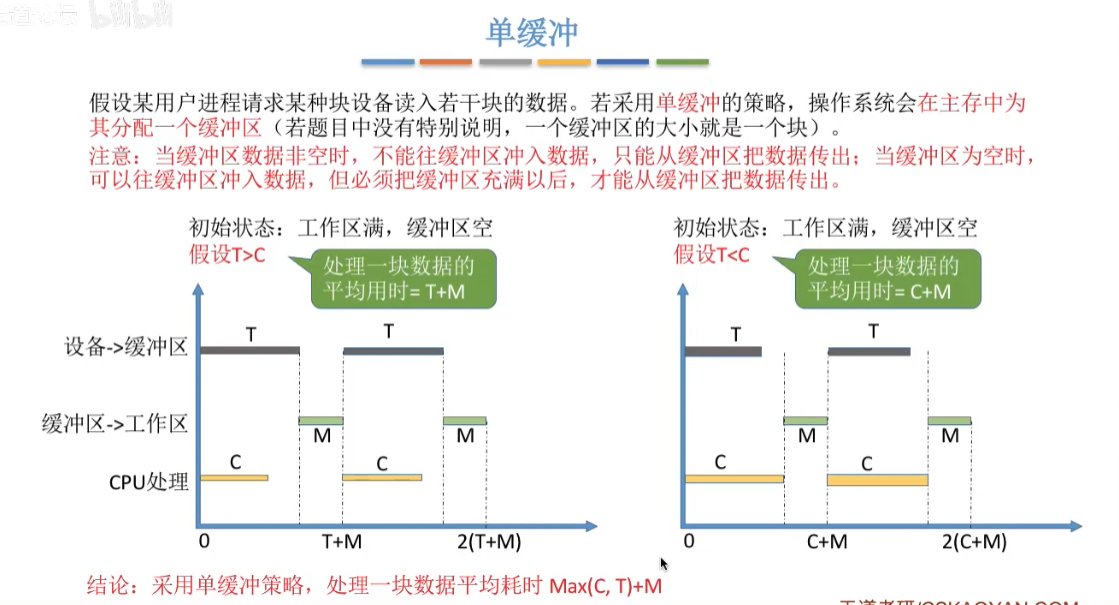 bilibili
单缓冲
假设某用户进程请求某种块设备读入若干块的数据。若采用单缓冲的策略，操作系统会在主存中为
其分配一个缓冲区（若题目中没有特别说明，一个缓冲区的大小就是一个块）。
注意：当缓冲区数据非空时，不能往缓冲区冲入数据，只能从缓冲区把数据传出；当缓冲区为空时，
可以往缓冲区冲入数据，但必须把缓冲区充满以后，才能从缓冲区把数据传出。
初始状态：工作区满，缓冲区空
假设T>C
处理一块数据的
平均用时= T+M
设备->缓冲区
T
T
缓冲区->工作区
M
M
CPU处理
C
C
0
T+M
2(T+M)
初始状态：工作区满，缓冲区空
假设T<C
处理一块数据的
平均用时= C+M
T
T
M
M
C
C
0
C+M
2(C+M)
结论：采用单缓冲策略，处理一块数据平均耗时 Max(C, T)+M